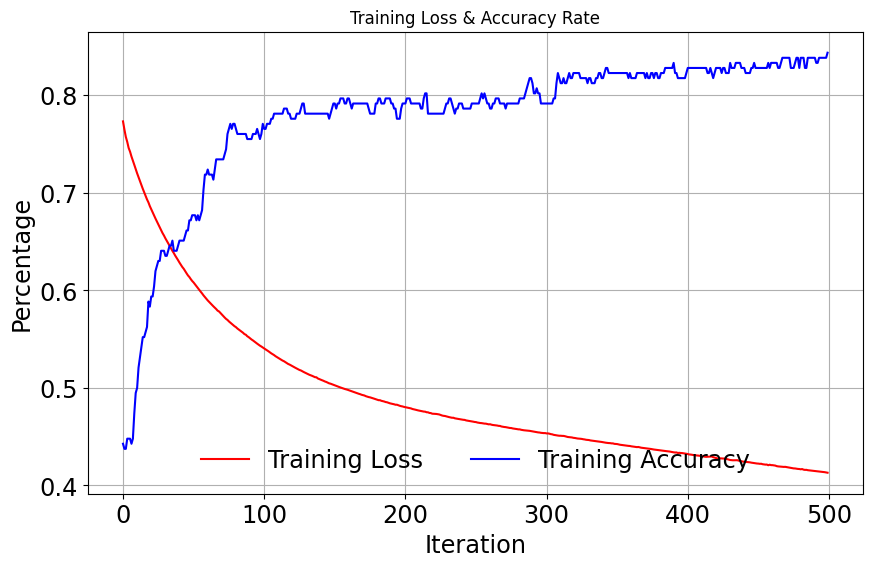 Training Loss & Accuracy Rate
Percentage
0.8
0.7
0.6
0.5
0.4
Training Loss
Training Accuracy
0
100
200
300
400
500
Iteration